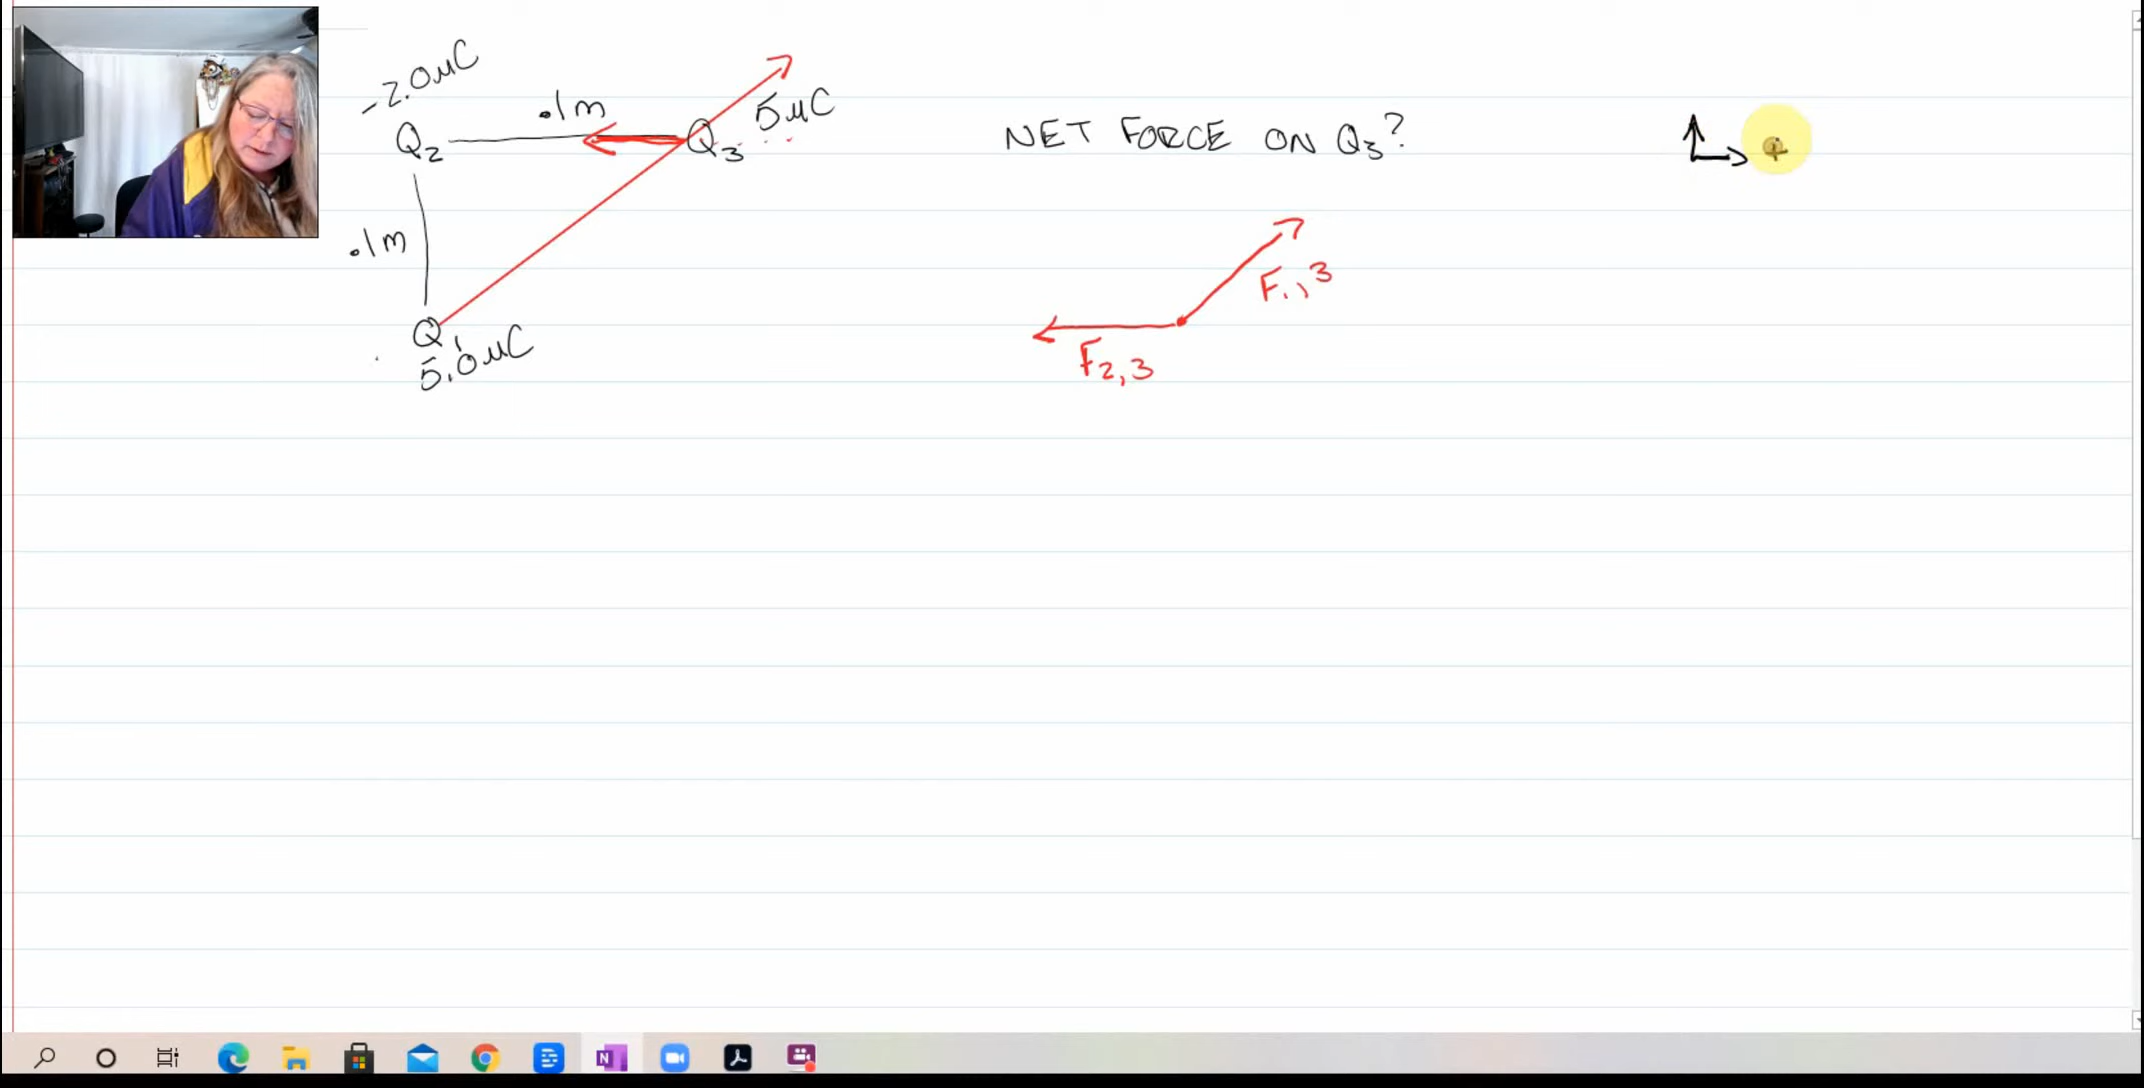 -2.0μC
.1m
5μC
Q2
Q3
NET FORCE ON Q3?
+
.1m
F1,3
Q1
5.0μC
F2,3